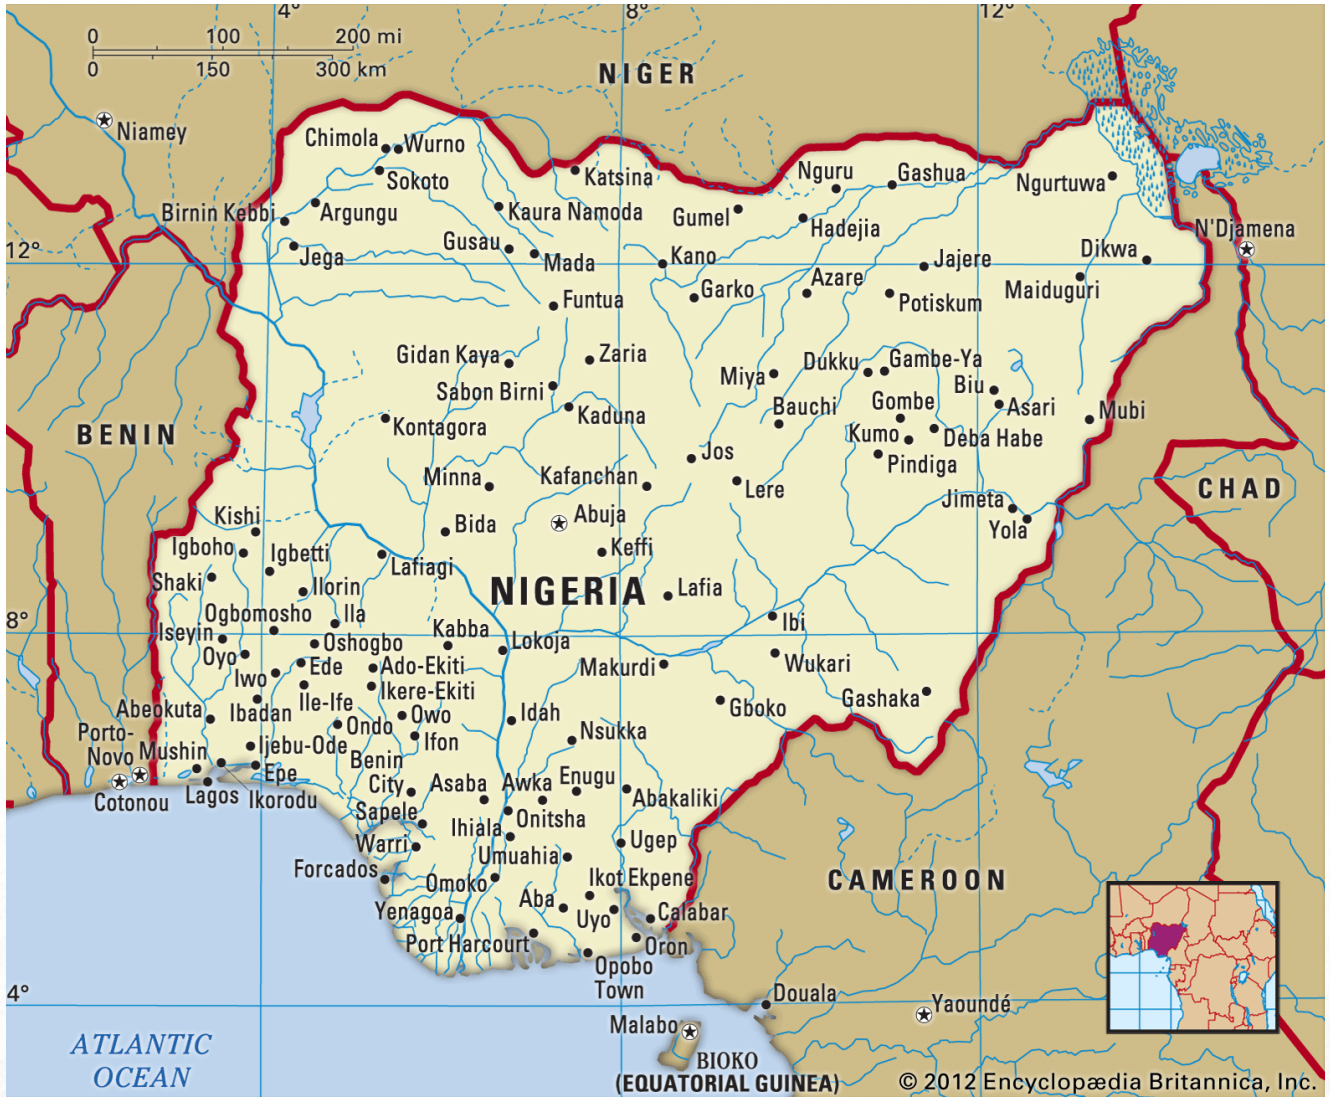 4°
8°
12°
0 100 200 mi
0 150 300 km
NIGER
Niamey
Chimola
Wurno
Sokoto
Katsina
Nguru
Gashua
Ngurtuwa
Birnin Kebbi
Argungu
Kaura Namoda
Gumel
Hadejia
N'Djamena
12°
Jega
Gusau
Mada
Kano
Jajere
Dikwa
Funtua
Garko
Azare
Potiskum
Maiduguri
Gidan Kaya
Zaria
Miya
Dukku
Gambe-Ya
Sabon Birni
Biu
Kaduna
Bauchi
Gombe
Asari
Mubi
BENIN
Kontagora
Kumo
Deba Habe
Jos
Pindiga
Minna
Kafanchan
Lere
CHAD
Jimeta
Kishi
Bida
Abuja
Yola
Igboho
Igbetti
Lafiagi
Keffi
Shaki
Ilorin
NIGERIA
Lafia
Ogbomosho
Ila
8°
Iseyin
Oshogbo
Kabba
Lokoja
Ibi
Oyo
Ede
Ado-Ekiti
Makurdi
Wukari
Iwo
Ikere-Ekiti
Gashaka
Abeokuta
Ibadan
Ile-Ife
Owo
Idah
Gboko
Ondo
Ifon
Nsukka
Porto-
Novo
Mushin
Ijebu-Ode
Benin
City
Epe
Asaba
Awka
Enugu
Abakaliki
Cotonou
Lagos
Ikorodu
Sapele
Onitsha
Ihiala
Warri
Umuahia
Ugep
Forcados
Omoko
Ikot Ekpene
CAMEROON
Yenagoa
Aba
Uyo
Calabar
Port Harcourt
Oron
Opobo
Town
4°
Douala
Yaoundé
Malabo
ATLANTIC
OCEAN
BIOKO
(EQUATORIAL GUINEA)
© 2012 Encyclopædia Britannica, Inc.